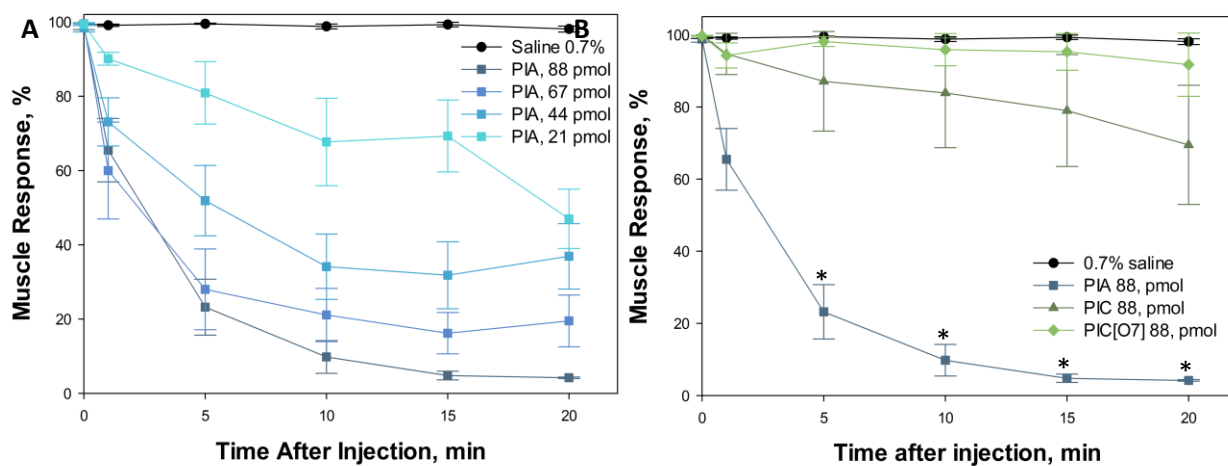 A
Muscle Response, %
100
80
60
40
20
0
Saline 0.7%
PIA, 88 pmol
PIA, 67 pmol
PIA, 44 pmol
PIA, 21 pmol
0 5 10 15 20
Time After Injection, min
B
Muscle Response, %
100
80
60
40
20
0
* * * *
0.7% saline
PIA 88, pmol
PIC 88, pmol
PIC[O7] 88, pmol
0 5 10 15 20
Time after injection, min